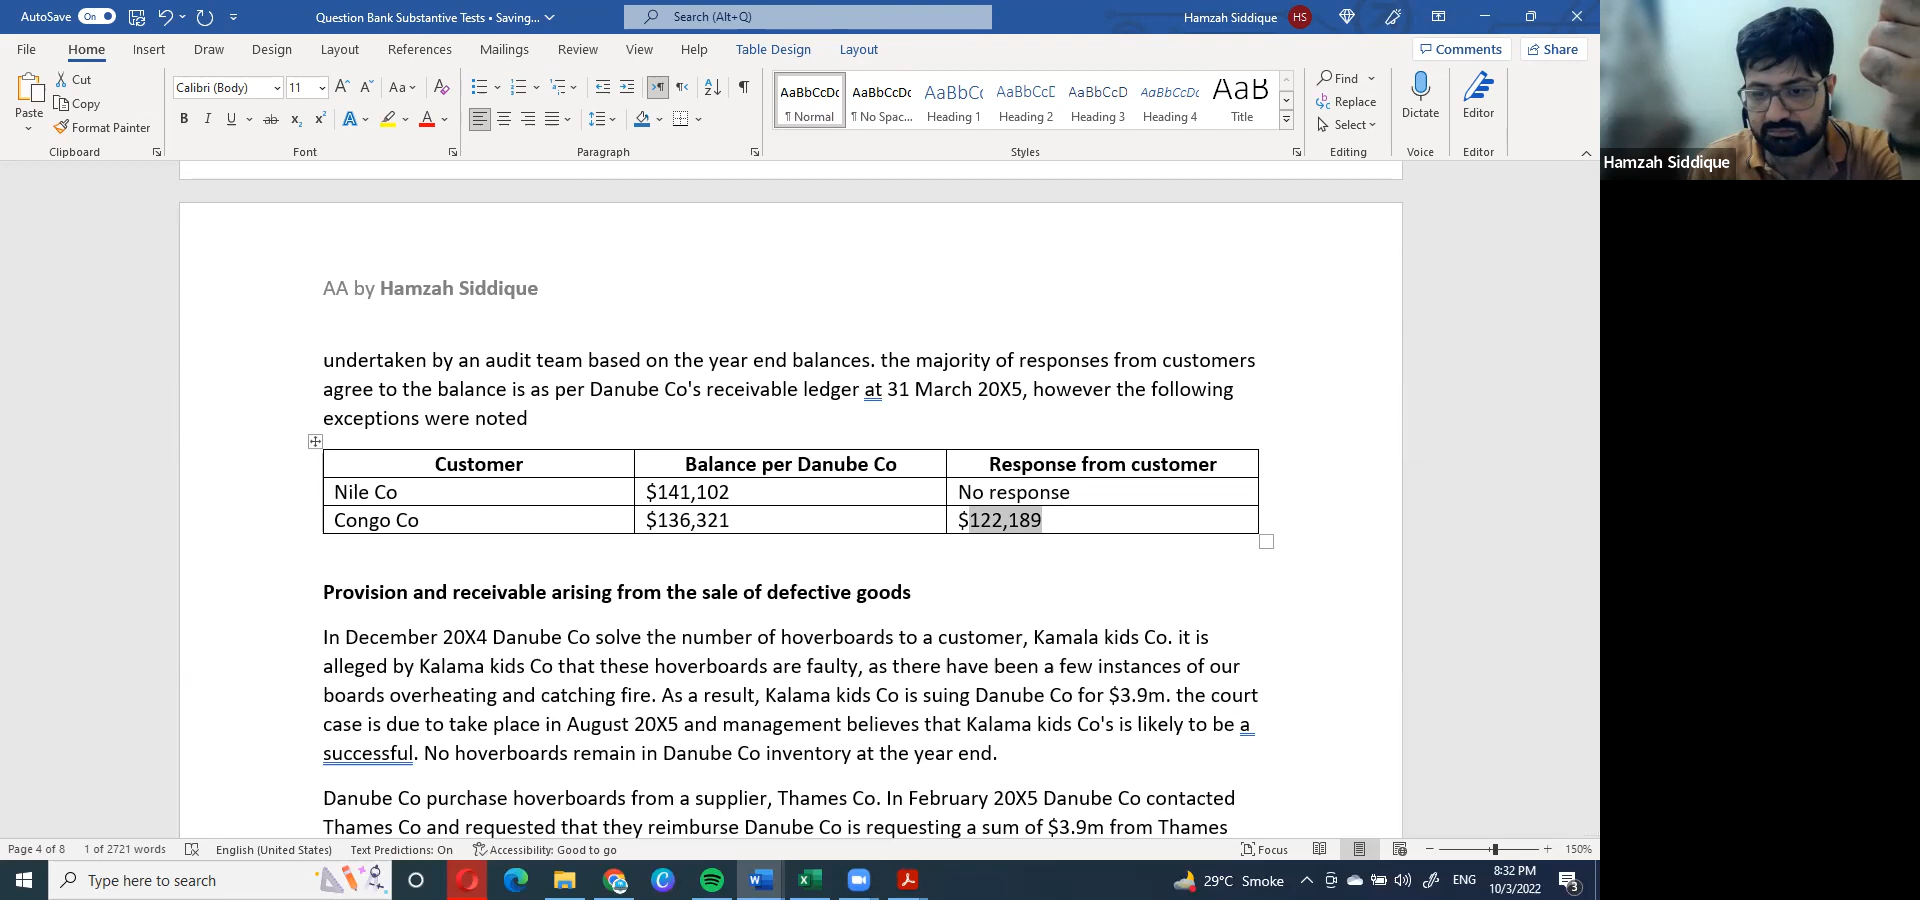 AutoSave On Question Bank Substantive Tests • Saving... Search (Alt+Q) Hamzah Siddique HS
File Home Insert Draw Design Layout References Mailings Review View Help Table Design Layout Comments Share
Paste Cut Copy Format Painter
Calibri (Body) 11 Aa
B I U ab x₂ x² A A
AaBbCcDc AaBbCcDc AaBbC( AaBbCcE AaBbCcD AaBbCcDc AaB
¶ Normal ¶ No Spac... Heading 1 Heading 2 Heading 3 Heading 4 Title
Find Replace Select Dictate Editor
Clipboard Font Paragraph Styles Editing Voice Editor
Hamzah Siddique
AA by Hamzah Siddique
undertaken by an audit team based on the year end balances. the majority of responses from customers
agree to the balance is as per Danube Co's receivable ledger at 31 March 20X5, however the following
exceptions were noted
Customer Balance per Danube Co Response from customer
Nile Co $141,102 No response
Congo Co $136,321 $122,189
Provision and receivable arising from the sale of defective goods
In December 20X4 Danube Co solve the number of hoverboards to a customer, Kamala kids Co. it is
alleged by Kalama kids Co that these hoverboards are faulty, as there have been a few instances of our
boards overheating and catching fire. As a result, Kalama kids Co is suing Danube Co for $3.9m. the court
case is due to take place in August 20X5 and management believes that Kalama kids Co's is likely to be a
successful. No hoverboards remain in Danube Co inventory at the year end.
Danube Co purchase hoverboards from a supplier, Thames Co. In February 20X5 Danube Co contacted
Thames Co and requested that they reimburse Danube Co is requesting a sum of $3.9m from Thames
Page 4 of 8 1 of 2721 words English (United States) Text Predictions: On Accessibility: Good to go Focus 150%
Type here to search 29°C Smoke ENG 8:32 PM
10/3/2022 3